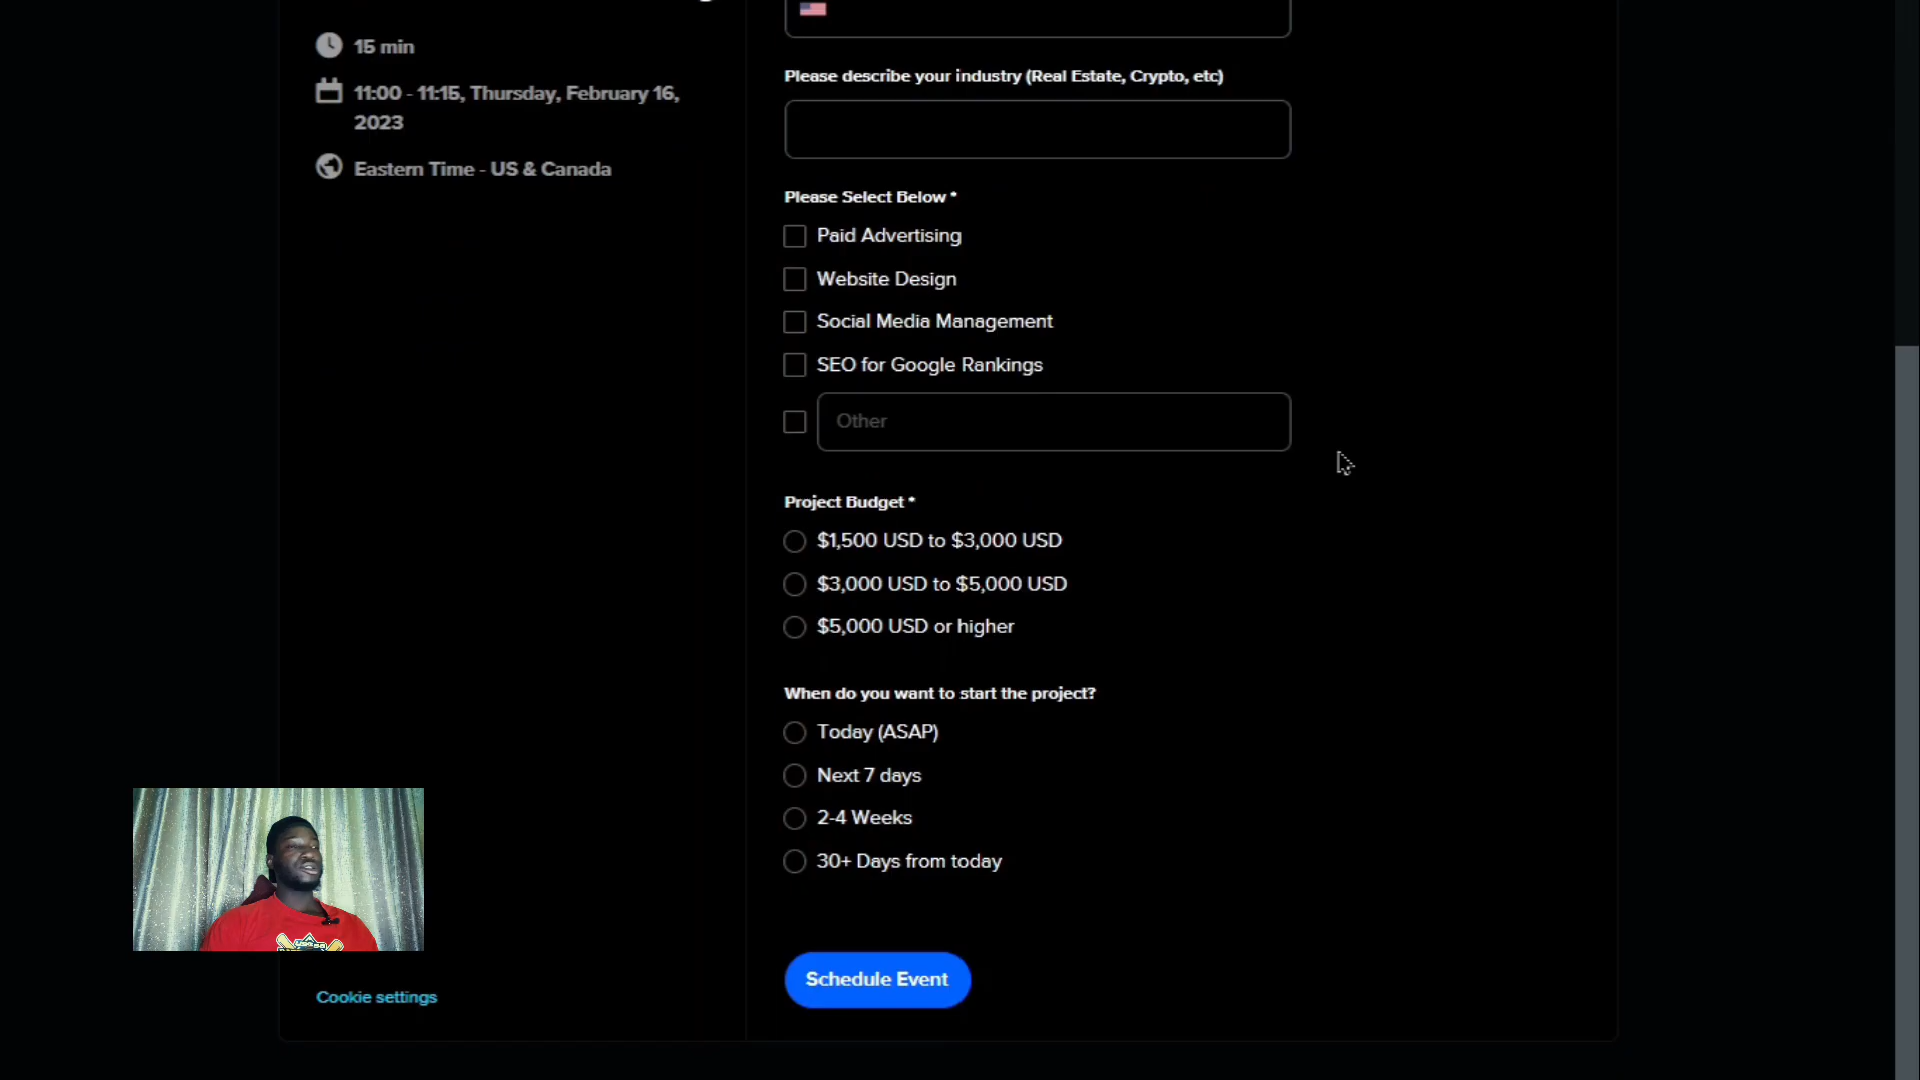 15 min
11:00 - 11:15, Thursday, February 16,
2023
Eastern Time - US & Canada
Please describe your industry (Real Estate, Crypto, etc)
Please Select Below *
Paid Advertising
Website Design
Social Media Management
SEO for Google Rankings
Other
Project Budget *
$1,500 USD to $3,000 USD
$3,000 USD to $5,000 USD
$5,000 USD or higher
When do you want to start the project?
Today (ASAP)
Next 7 days
2-4 Weeks
30+ Days from today
Schedule Event
Cookie settings